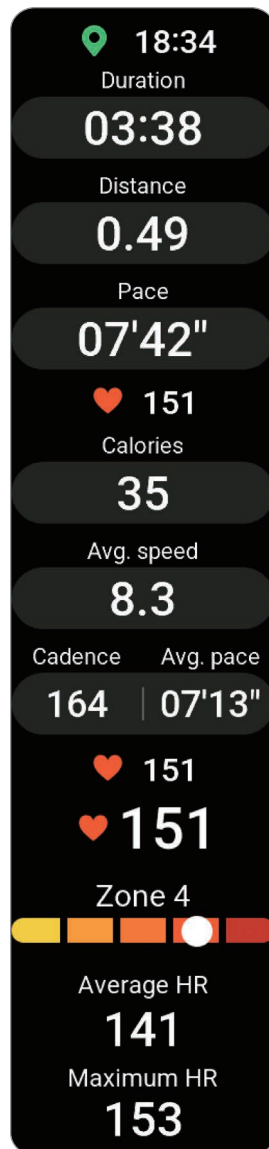 18:34
Duration
03:38
Distance
0.49
Pace
07'42"
151
Calories
35
Avg. speed
8.3
Cadence Avg. pace
164 07'13"
151
151
Zone 4
Average HR
141
Maximum HR
153